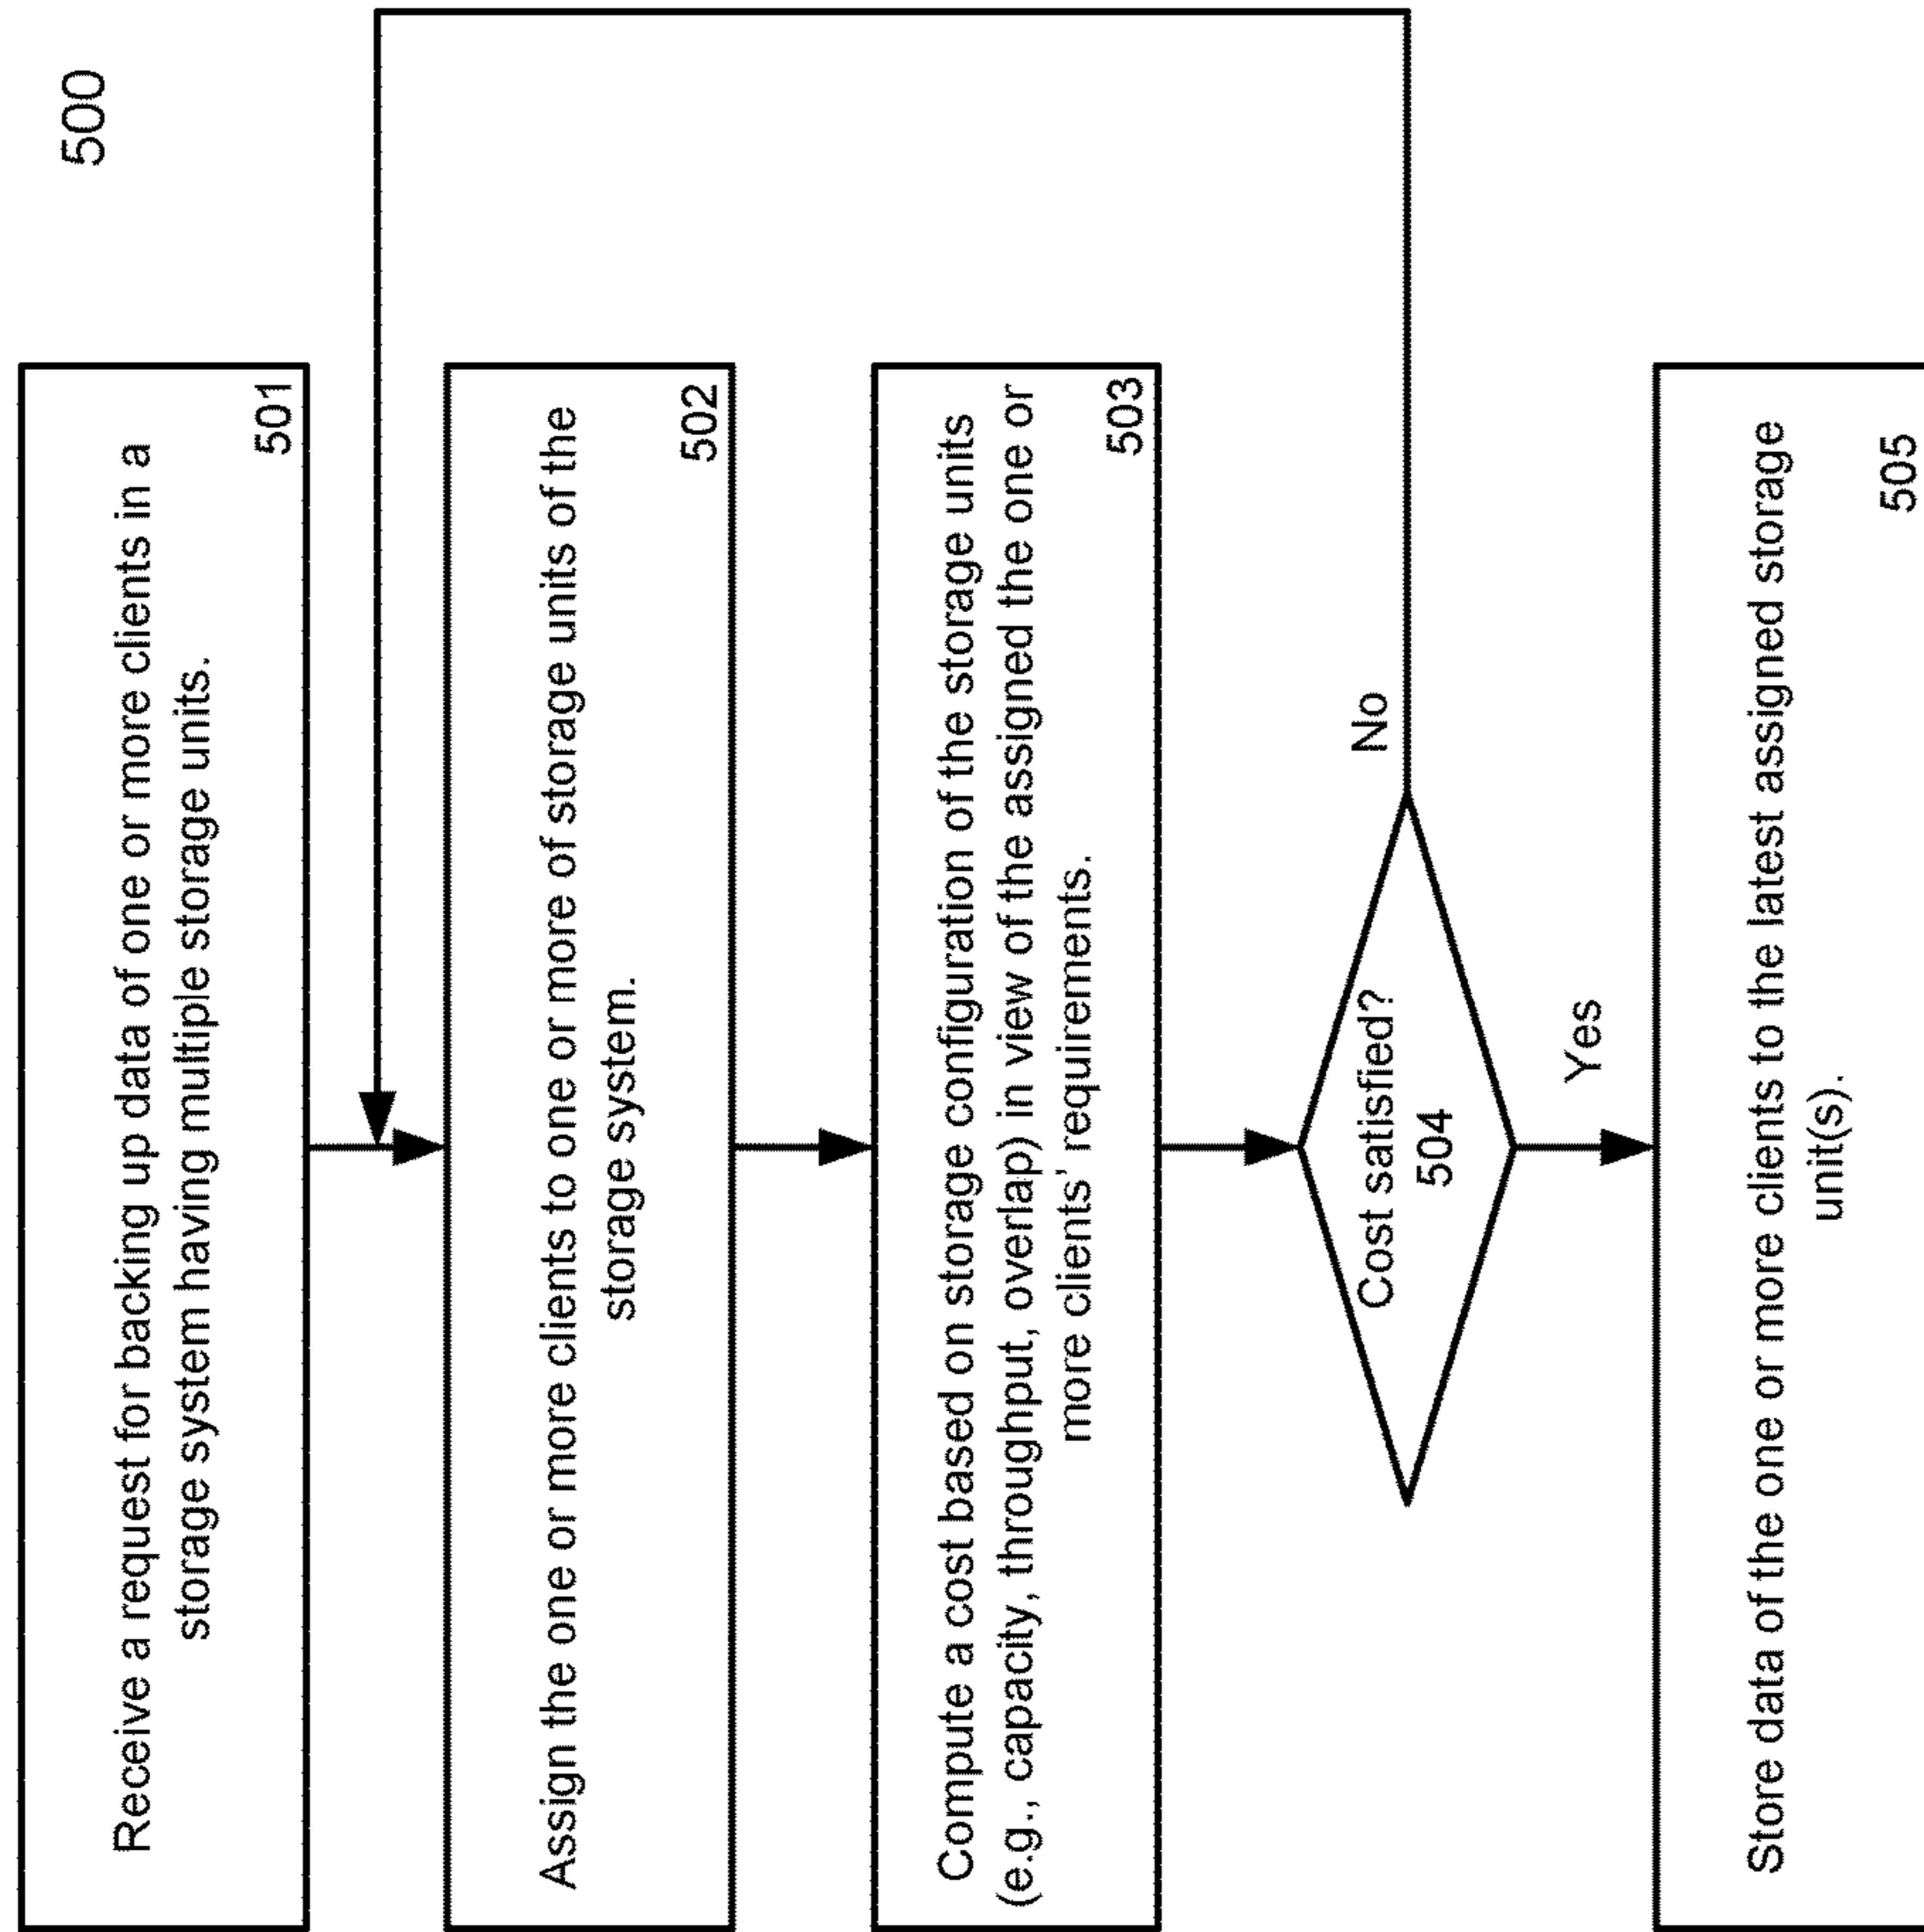 500
Receive a request for backing up data of one or more clients in a
storage system having multiple storage units.
501
Assign the one or more clients to one or more of storage units of the
storage system.
502
Compute a cost based on storage configuration of the storage units
(e.g., capacity, throughput, overlap) in view of the assigned the one or
more clients' requirements.
503
Cost satisfied?
504
No
Yes
Store data of the one or more clients to the latest assigned storage
unit(s).
505